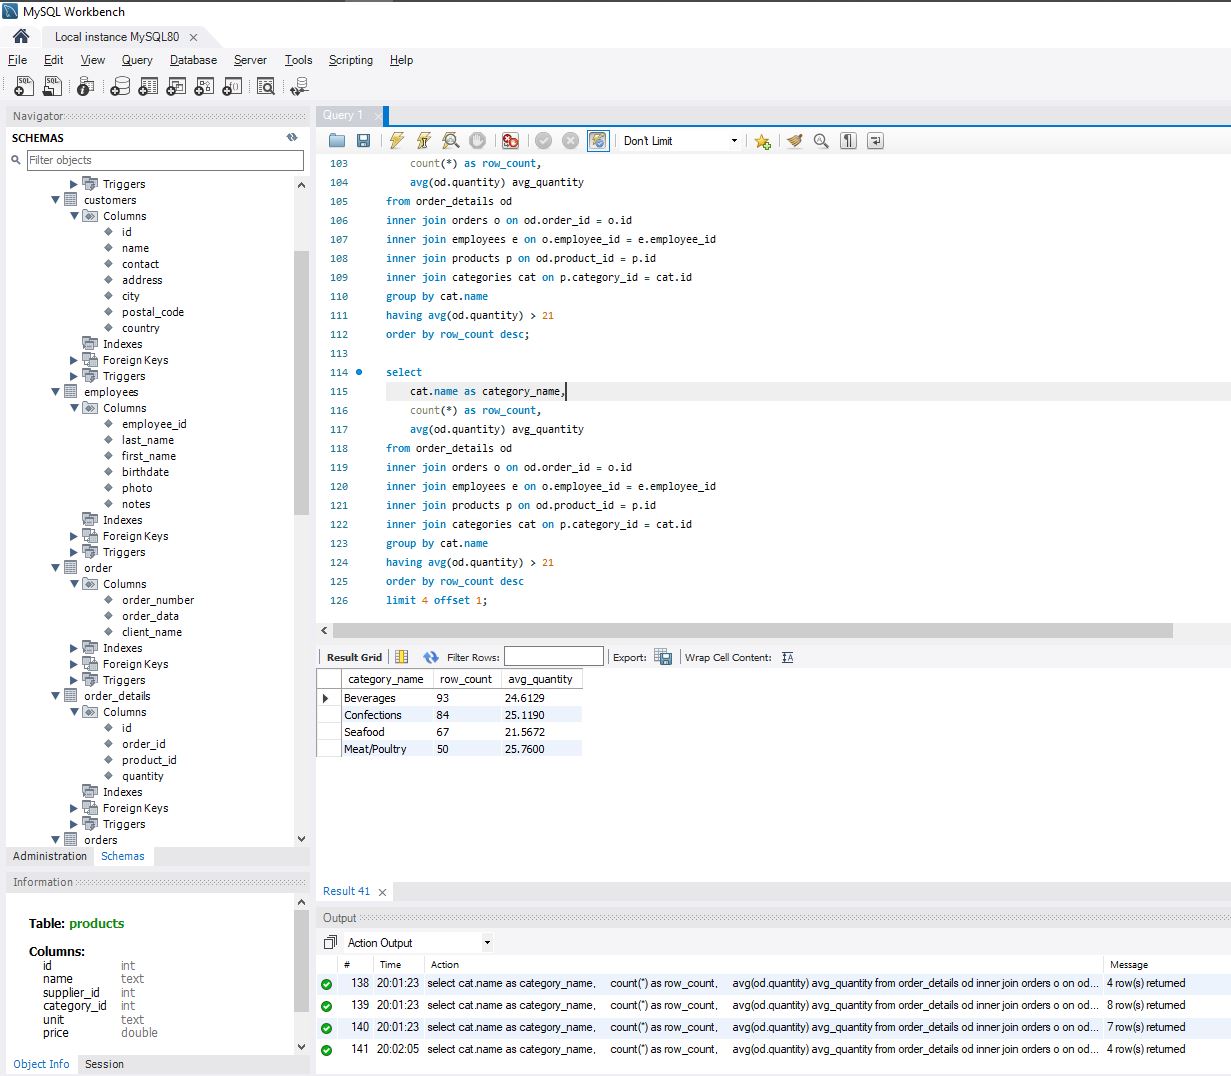 MySQL Workbench
Local instance MySQL80
File Edit View Query Database Server Tools Scripting Help
Navigator
SCHEMAS
Filter objects
Triggers
customers
Columns
id
name
contact
address
city
postal_code
country
Indexes
Foreign Keys
Triggers
employees
Columns
employee_id
last_name
first_name
birthdate
photo
notes
Indexes
Foreign Keys
Triggers
order
Columns
order_number
order_data
client_name
Indexes
Foreign Keys
Triggers
order_details
Columns
id
order_id
product_id
quantity
Indexes
Foreign Keys
Triggers
orders
Administration Schemas
Information
Table: products
Columns:
id int
name text
supplier_id int
category_id int
unit text
price double
Object Info Session
Query 1
Don't Limit
103 count(*) as row_count,
104 avg(od.quantity) avg_quantity
105 from order_details od
106 inner join orders o on od.order_id = o.id
107 inner join employees e on o.employee_id = e.employee_id
108 inner join products p on od.product_id = p.id
109 inner join categories cat on p.category_id = cat.id
110 group by cat.name
111 having avg(od.quantity) > 21
112 order by row_count desc;
113
114 select
115 cat.name as category_name,
116 count(*) as row_count,
117 avg(od.quantity) avg_quantity
118 from order_details od
119 inner join orders o on od.order_id = o.id
120 inner join employees e on o.employee_id = e.employee_id
121 inner join products p on od.product_id = p.id
122 inner join categories cat on p.category_id = cat.id
123 group by cat.name
124 having avg(od.quantity) > 21
125 order by row_count desc
126 limit 4 offset 1;
Result Grid Filter Rows: Export: Wrap Cell Content:
category_name row_count avg_quantity
Beverages 93 24.6129
Confections 84 25.1190
Seafood 67 21.5672
Meat/Poultry 50 25.7600
Result 41
Output
Action Output
# Time Action Message
138 20:01:23 select cat.name as category_name, count(*) as row_count, avg(od.quantity) avg_quantity from order_details od inner join orders o on od... 4 row(s) returned
139 20:01:23 select cat.name as category_name, count(*) as row_count, avg(od.quantity) avg_quantity from order_details od inner join orders o on od... 8 row(s) returned
140 20:01:23 select cat.name as category_name, count(*) as row_count, avg(od.quantity) avg_quantity from order_details od inner join orders o on od... 7 row(s) returned
141 20:02:05 select cat.name as category_name, count(*) as row_count, avg(od.quantity) avg_quantity from order_details od inner join orders o on od... 4 row(s) returned